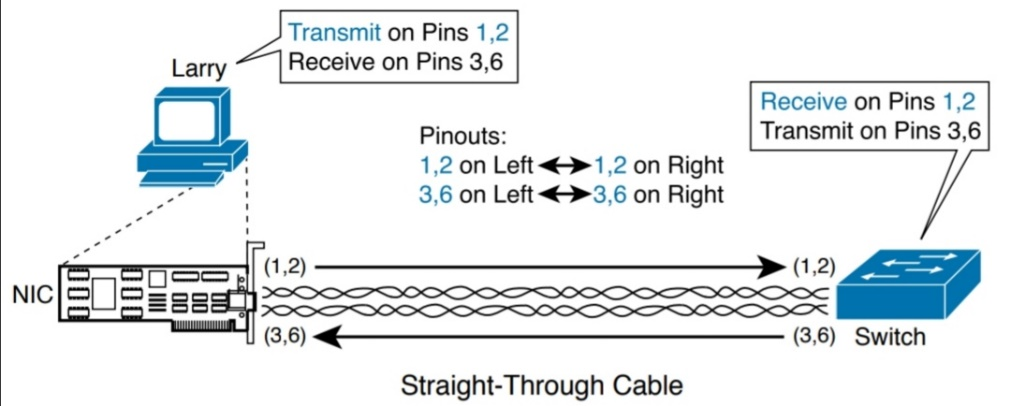 Transmit on Pins 1,2
Receive on Pins 3,6
Larry
Receive on Pins 1,2
Transmit on Pins 3,6
Pinouts:
1,2 on Left 1,2 on Right
3,6 on Left 3,6 on Right
(1,2) (1,2)
NIC
(3,6) (3,6) Switch
Straight-Through Cable